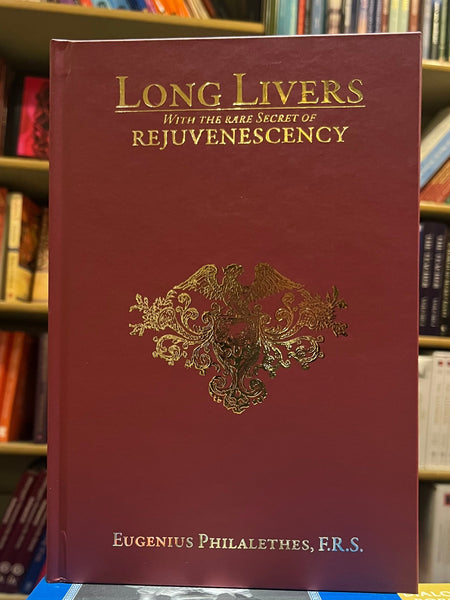 LONG LIVERS
WITH THE RARE SECRET OF
REJUVENESCENCY
EUGENIUS PHILALETHES, F.R.S.